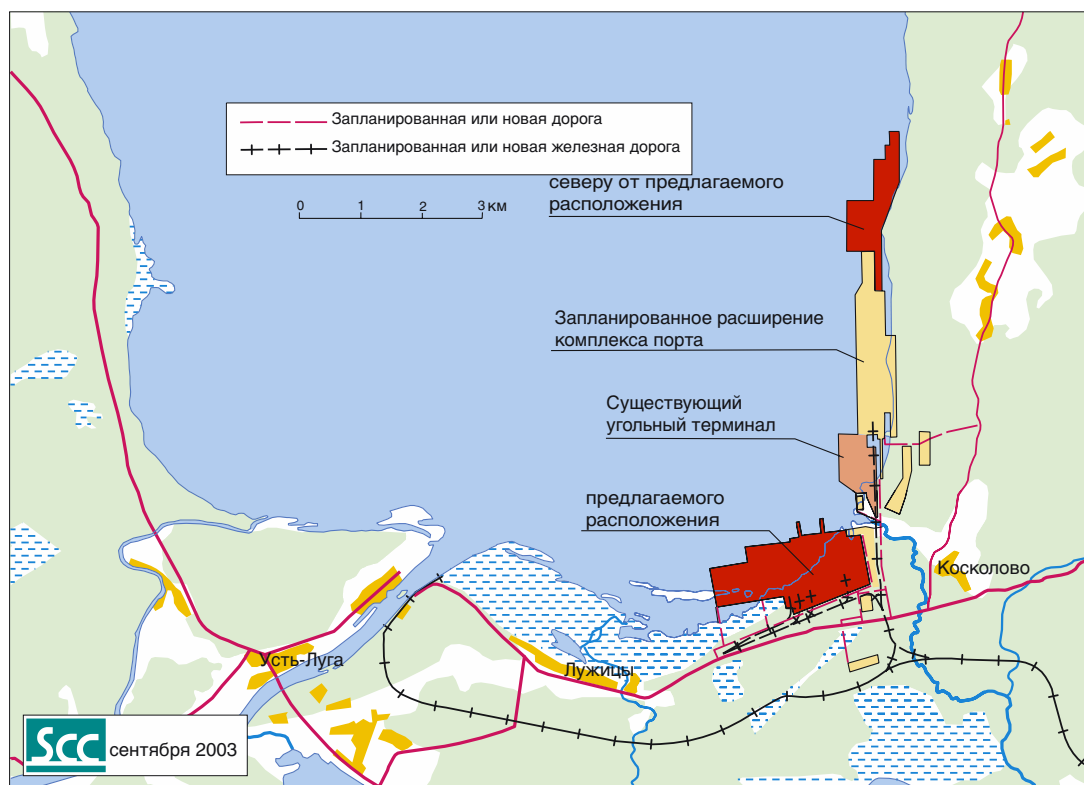 Запланированная или новая дорога
Запланированная или новая железная дорога
0 1 2 3 км
северу от предлагаемого
расположения
Запланированное расширение
комплекса порта
Существующий
угольный терминал
предлагаемого
расположения
Косколово
Усть-Луга
Лужицы
Scc сентября 2003